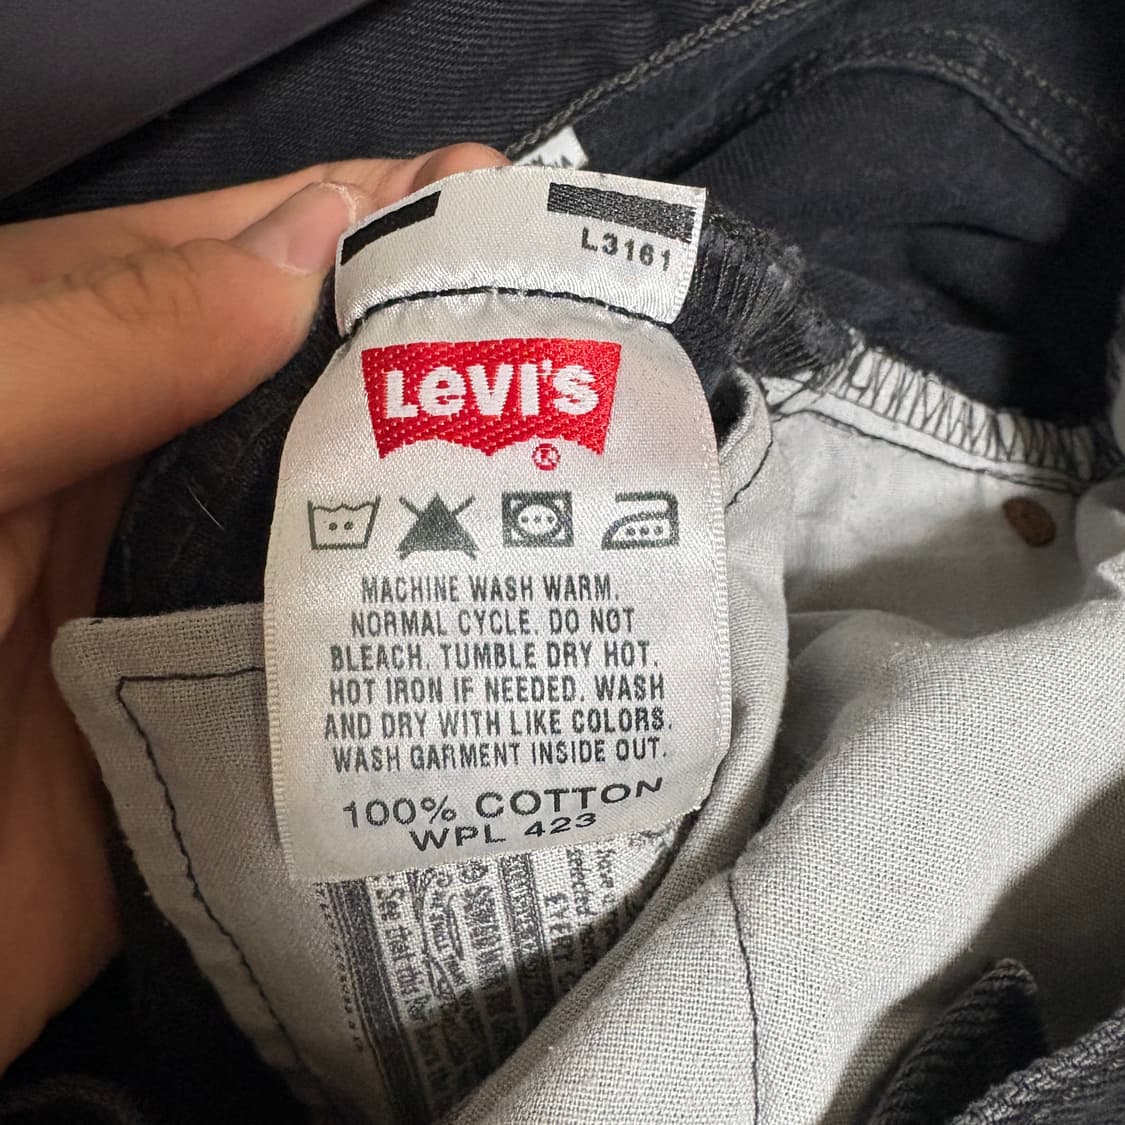 L3161
LEVI'S
®
MACHINE WASH WARM.
NORMAL CYCLE. DO NOT
BLEACH. TUMBLE DRY HOT.
HOT IRON IF NEEDED. WASH
AND DRY WITH LIKE COLORS.
WASH GARMENT INSIDE OUT.
100% COTTON
WPL 423